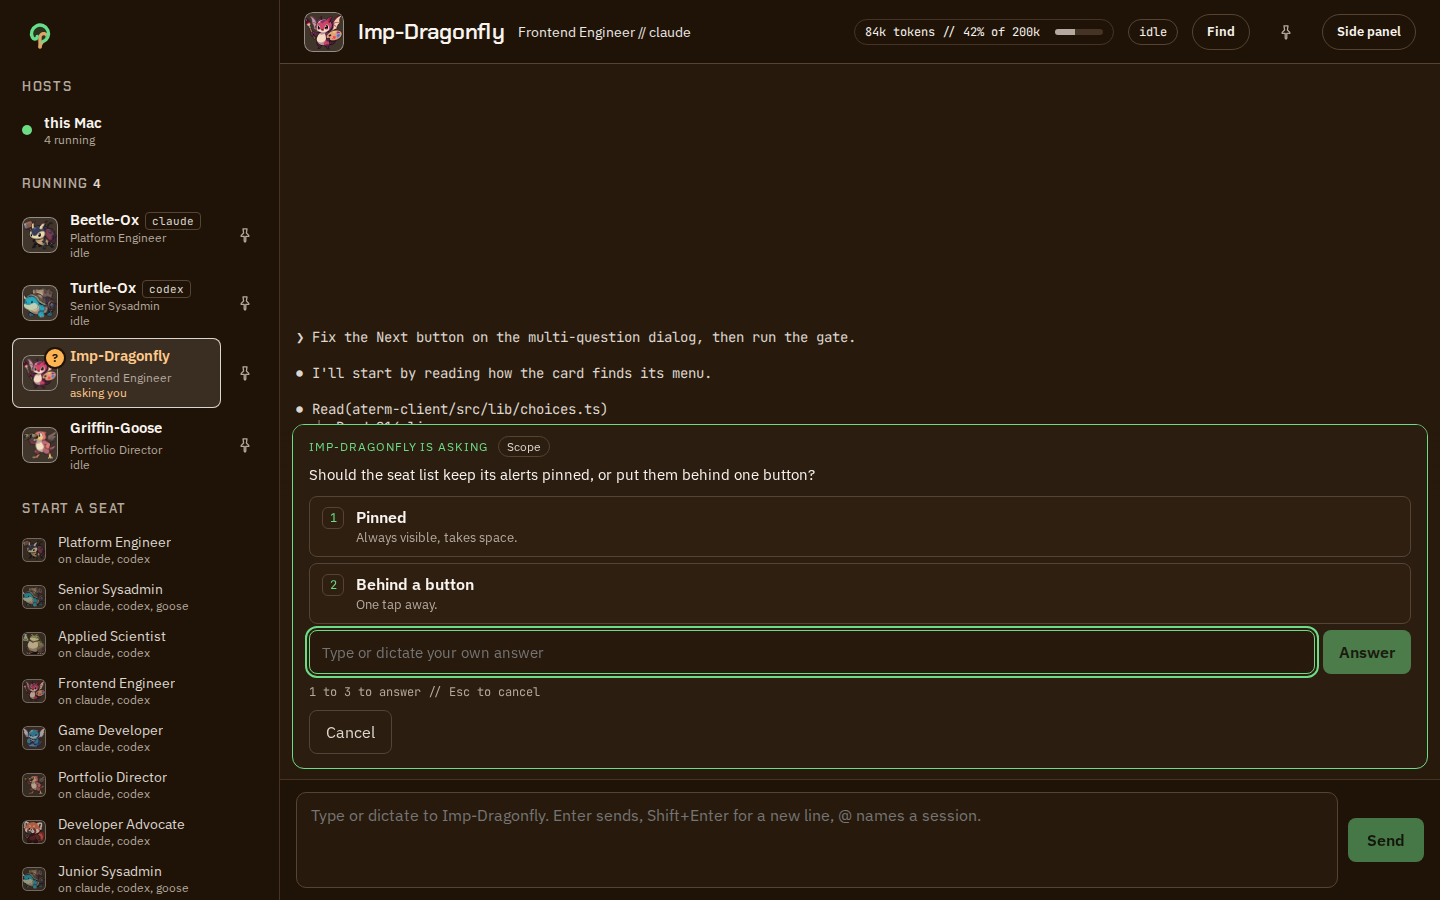 HOSTS
this Mac
4 running
RUNNING 4
Beetle-Ox claude
Platform Engineer
idle
Turtle-Ox codex
Senior Sysadmin
idle
?
Imp-Dragonfly
Frontend Engineer
asking you
Griffin-Goose
Portfolio Director
idle
START A SEAT
Platform Engineer
on claude, codex
Senior Sysadmin
on claude, codex, goose
Applied Scientist
on claude, codex
Frontend Engineer
on claude, codex
Game Developer
on claude, codex
Portfolio Director
on claude, codex
Developer Advocate
on claude, codex
Junior Sysadmin
on claude, codex, goose
Imp-Dragonfly Frontend Engineer // claude
84k tokens // 42% of 200k
idle
Find
Side panel
❯ Fix the Next button on the multi-question dialog, then run the gate.
● I'll start by reading how the card finds its menu.
● Read(aterm-client/src/lib/choices.ts)
IMP-DRAGONFLY IS ASKING Scope
Should the seat list keep its alerts pinned, or put them behind one button?
1 Pinned
Always visible, takes space.
2 Behind a button
One tap away.
Type or dictate your own answer
Answer
1 to 3 to answer // Esc to cancel
Cancel
Type or dictate to Imp-Dragonfly. Enter sends, Shift+Enter for a new line, @ names a session.
Send